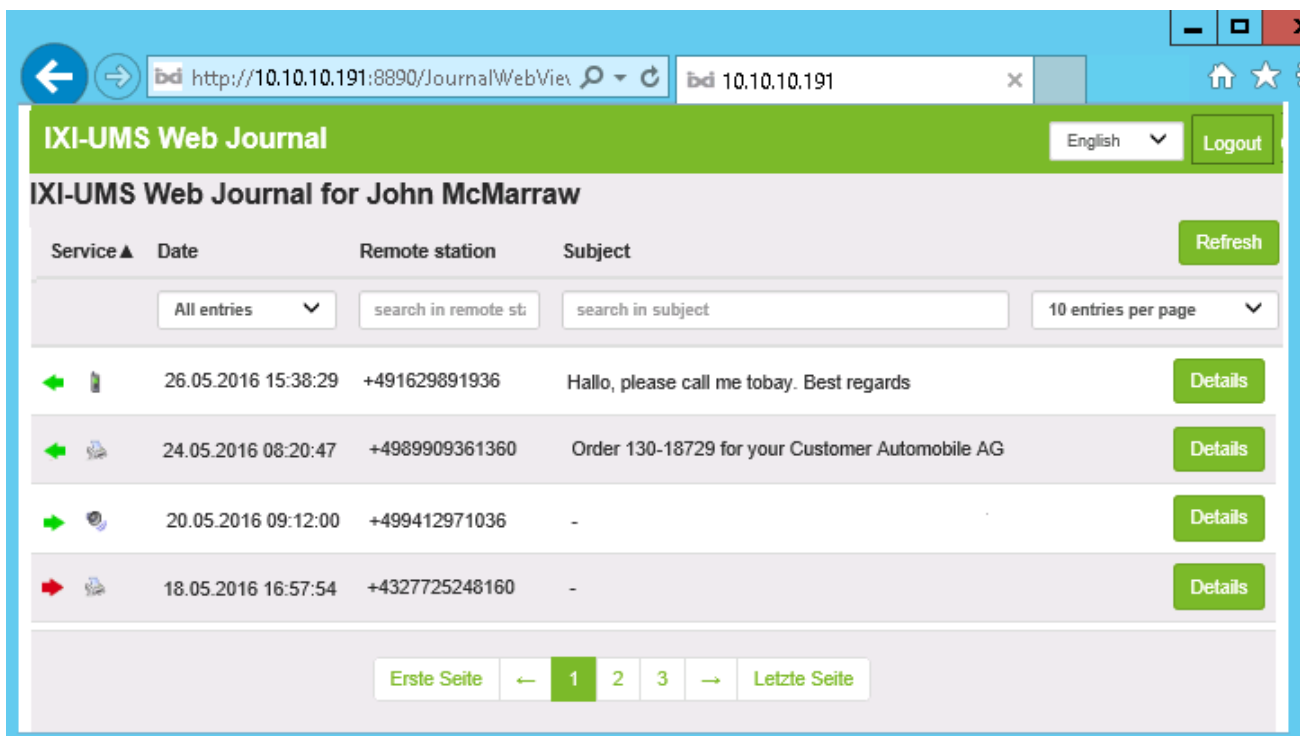 http://10.10.10.191:8890/JournalWebView 10.10.10.191
IXI-UMS Web Journal English Logout
IXI-UMS Web Journal for John McMarraw
Service▲ Date Remote station Subject Refresh
All entries search in remote sta search in subject 10 entries per page
26.05.2016 15:38:29 +491629891936 Hallo, please call me tobay. Best regards Details
24.05.2016 08:20:47 +4989909361360 Order 130-18729 for your Customer Automobile AG Details
20.05.2016 09:12:00 +499412971036 - Details
18.05.2016 16:57:54 +4327725248160 - Details
Erste Seite ← 1 2 3 → Letzte Seite